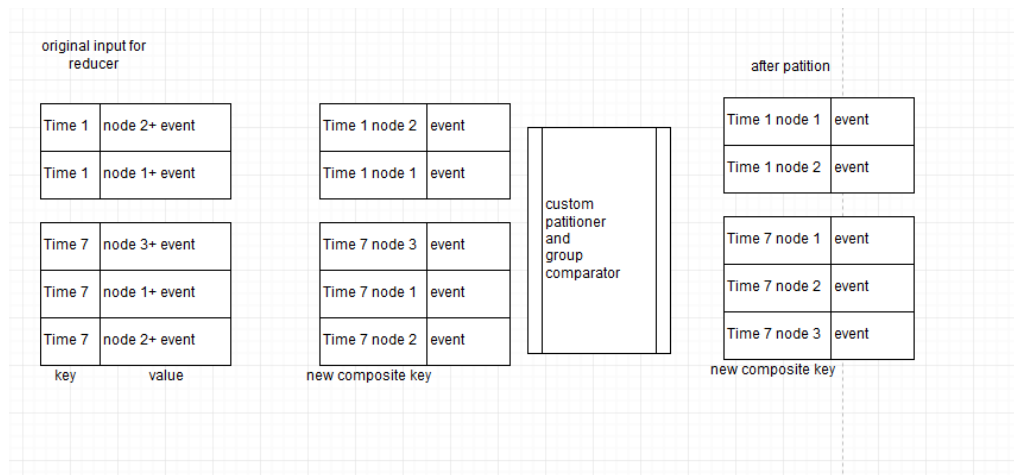 original input for
reducer
Time 1 node 2+ event
Time 1 node 1+ event
Time 7 node 3+ event
Time 7 node 1+ event
Time 7 node 2+ event
key value
Time 1 node 2 event
Time 1 node 1 event
Time 7 node 3 event
Time 7 node 1 event
Time 7 node 2 event
new composite key
custom
patitioner
and
group
comparator
after patition
Time 1 node 1 event
Time 1 node 2 event
Time 7 node 1 event
Time 7 node 2 event
Time 7 node 3 event
new composite key